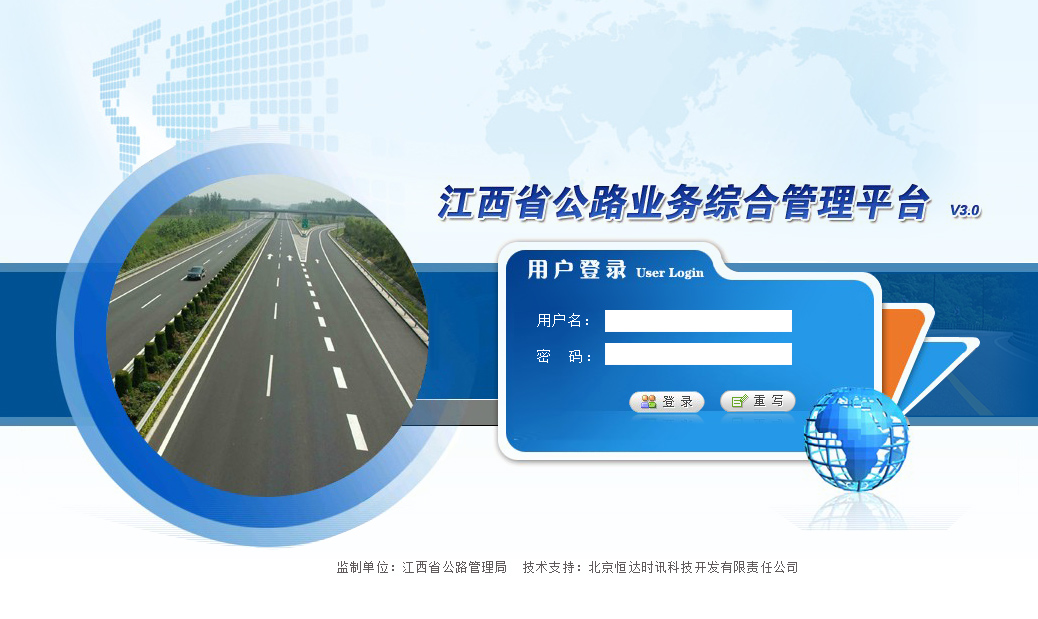 江西省公路业务综合管理平台 V3.0
用户登录 User Login
用户名：
密 码：
登 录 重 写
监制单位：江西省公路管理局 技术支持：北京恒达时讯科技开发有限责任公司